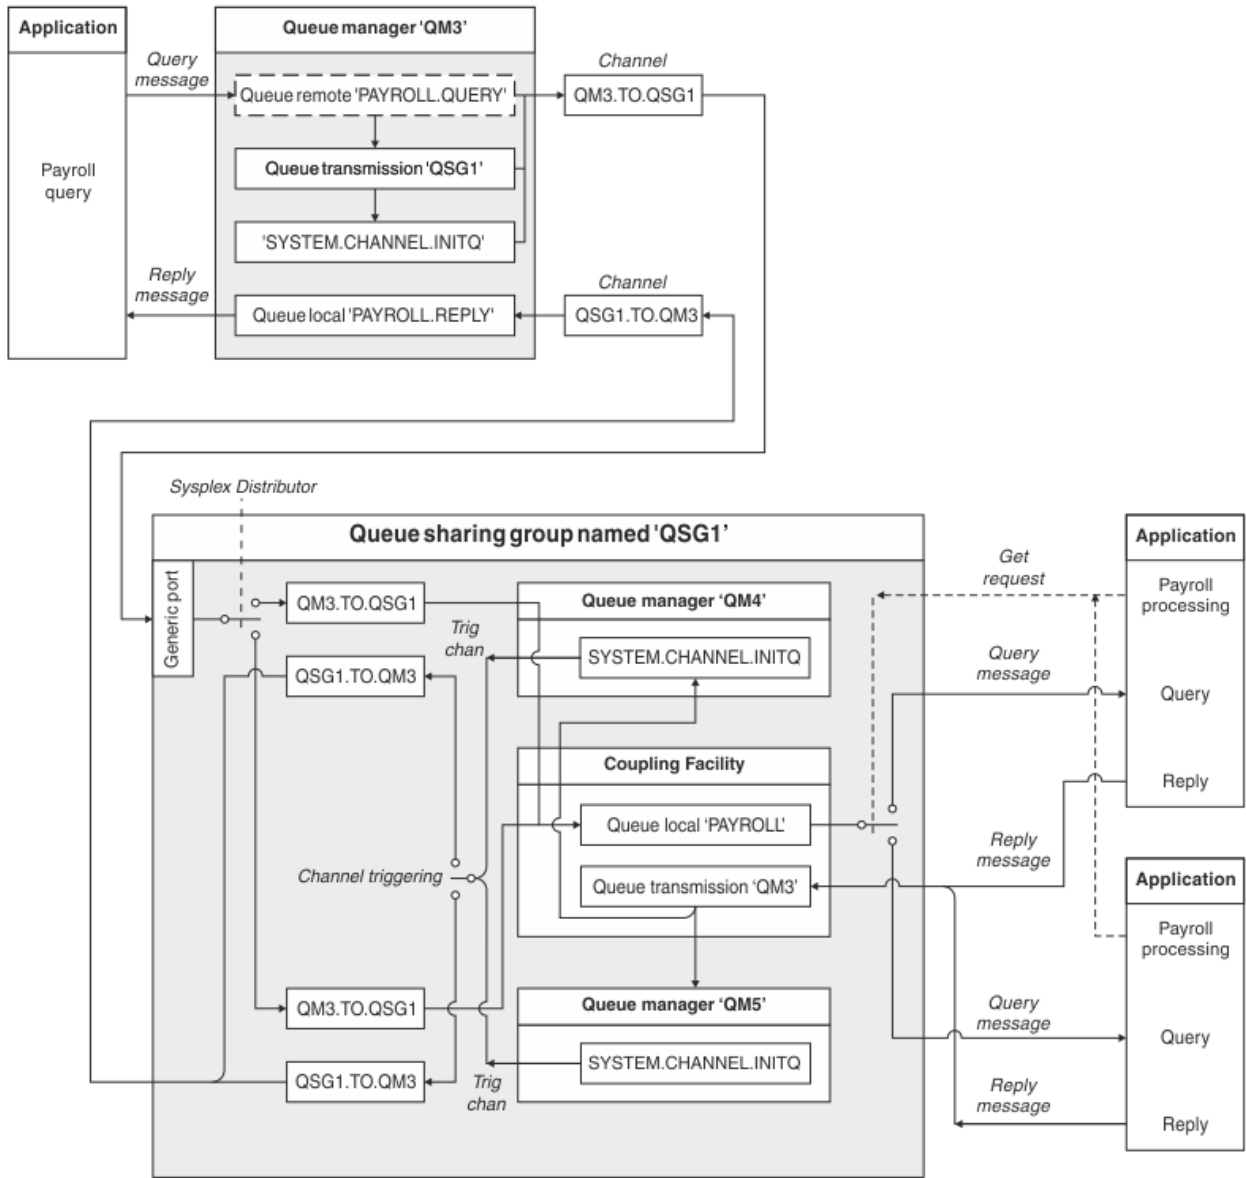 Application
Queue manager 'QM3'
Query
message
Channel
Queue remote 'PAYROLL.QUERY'
QM3.TO.QSG1
Payroll
query
Queue transmission 'QSG1'
'SYSTEM.CHANNEL.INITQ'
Reply
message
Channel
Queue local 'PAYROLL.REPLY'
QSG1.TO.QM3
Sysplex Distributor
Queue sharing group named 'QSG1'
Generic port
QM3.TO.QSG1
QSG1.TO.QM3
Trig
chan
Queue manager ‘QM4’
SYSTEM.CHANNEL.INITQ
Coupling Facility
Queue local ‘PAYROLL’
Queue transmission ‘QM3’
Channel triggering
QM3.TO.QSG1
QSG1.TO.QM3
Trig
chan
Queue manager ‘QM5’
SYSTEM.CHANNEL.INITQ
Get
request
Query
message
Reply
message
Application
Payroll
processing
Query
Reply
Query
message
Reply
message
Application
Payroll
processing
Query
Reply